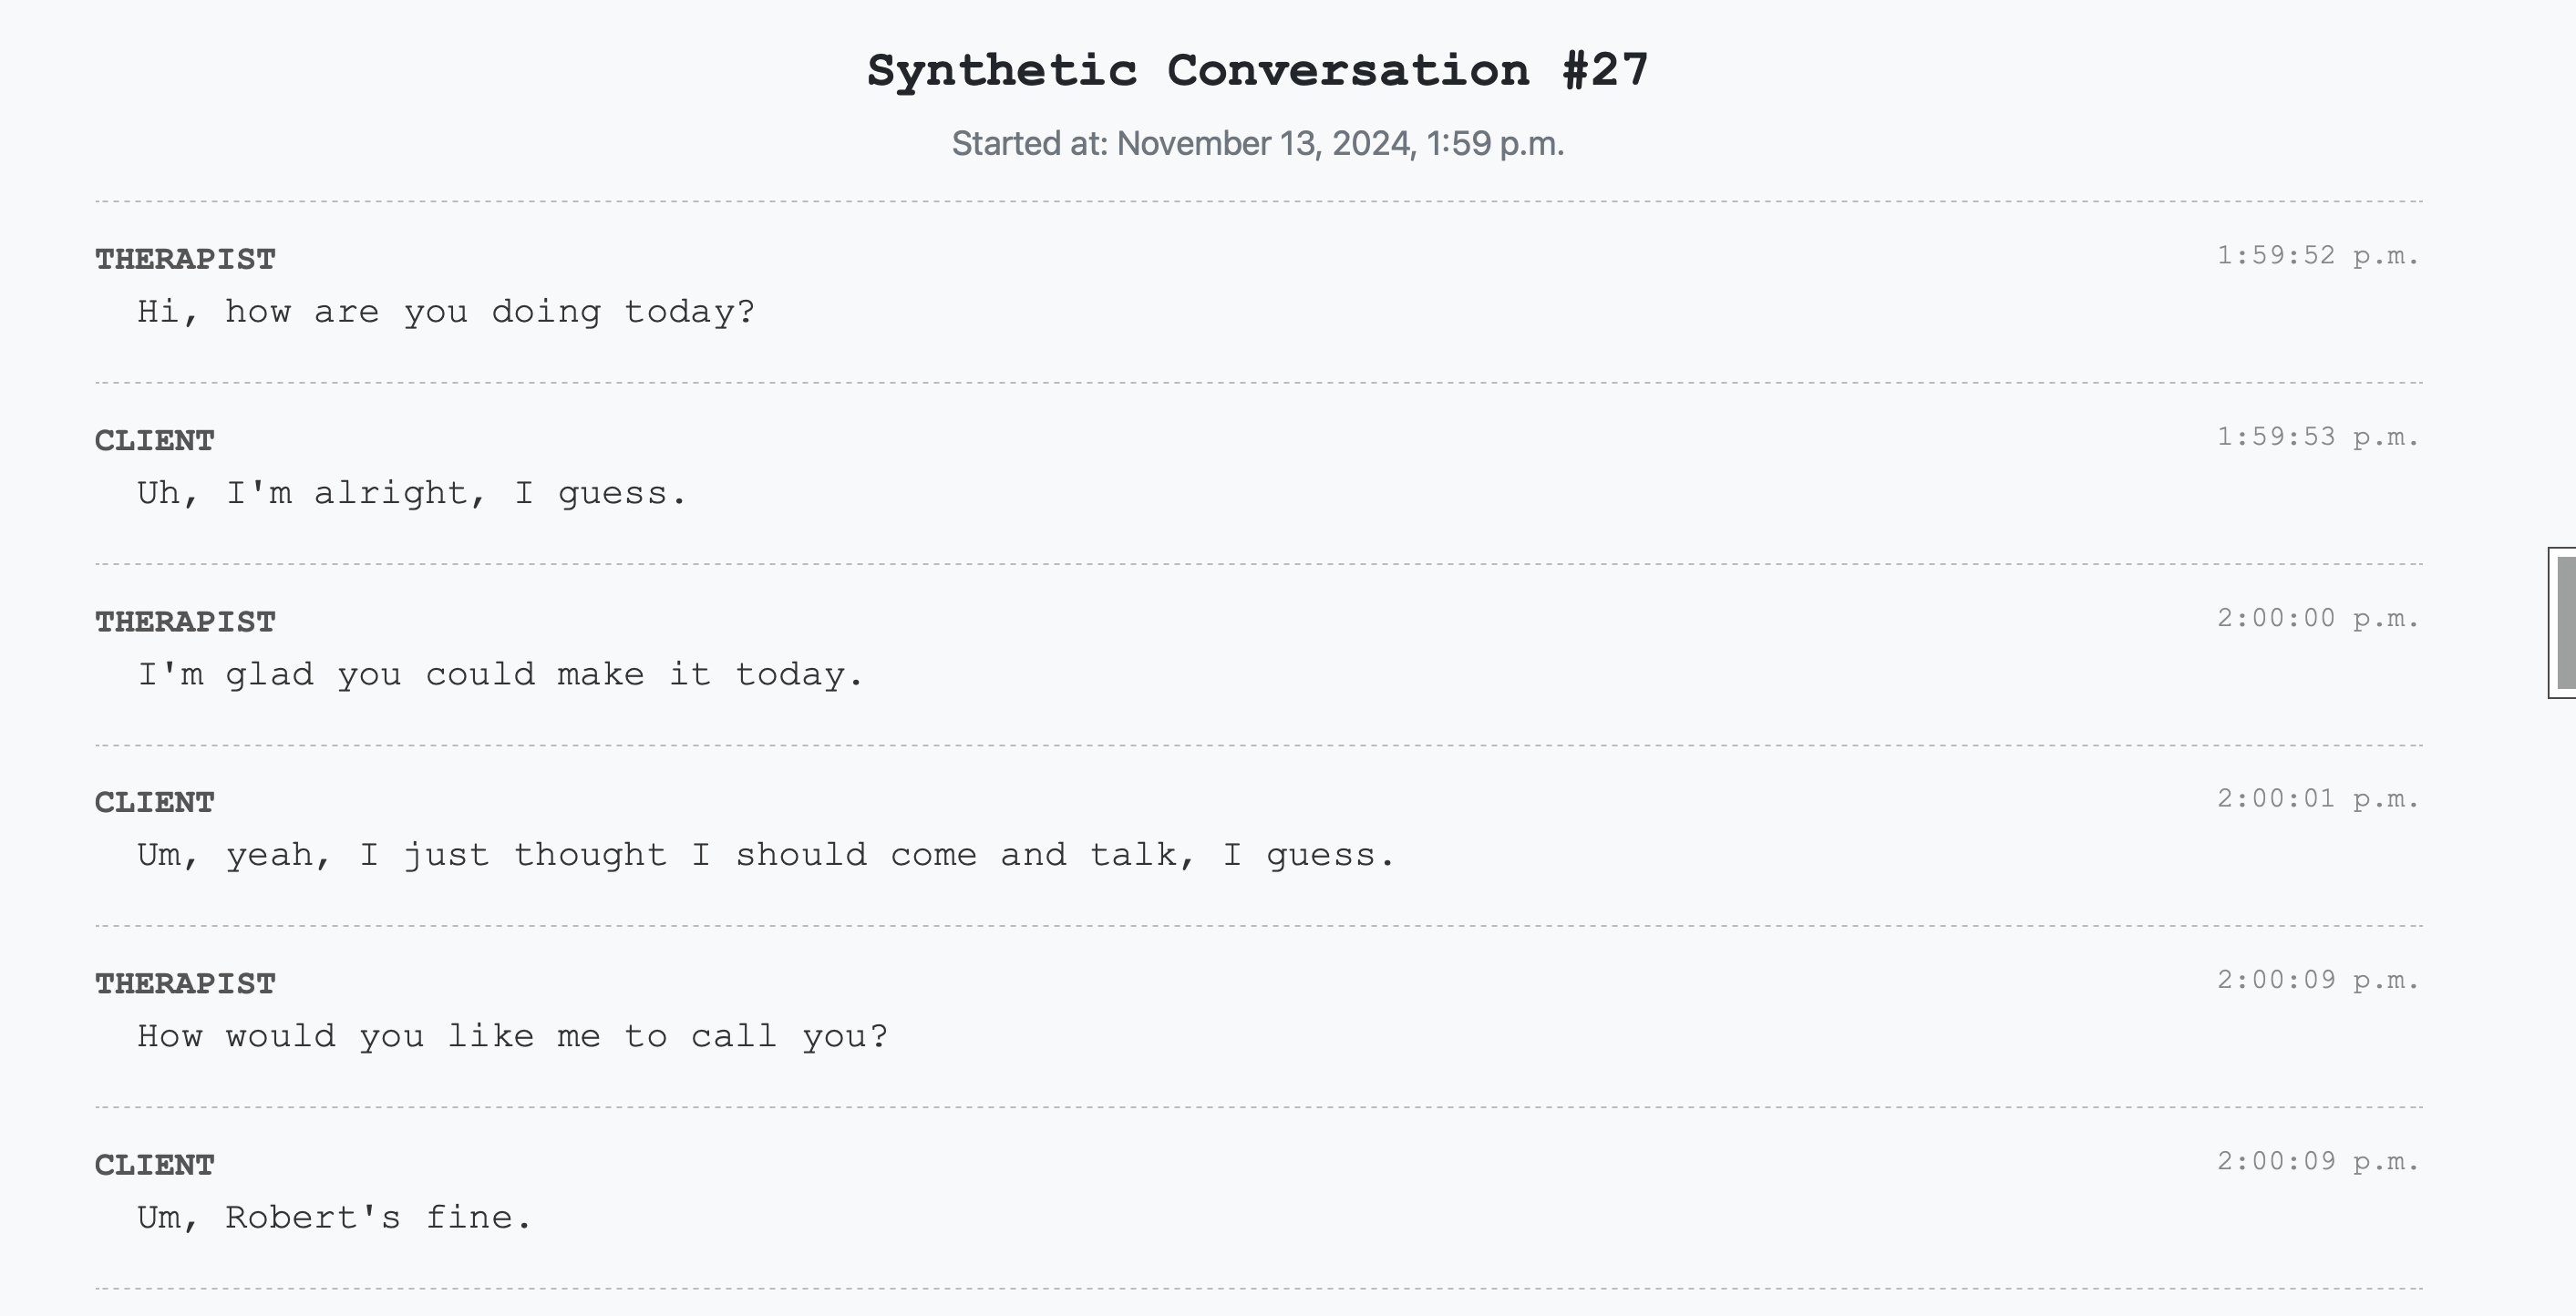 Synthetic Conversation #27
Started at: November 13, 2024, 1:59 p.m.
THERAPIST 1:59:52 p.m.
Hi, how are you doing today?
CLIENT 1:59:53 p.m.
Uh, I'm alright, I guess.
THERAPIST 2:00:00 p.m.
I'm glad you could make it today.
CLIENT 2:00:01 p.m.
Um, yeah, I just thought I should come and talk, I guess.
THERAPIST 2:00:09 p.m.
How would you like me to call you?
CLIENT 2:00:09 p.m.
Um, Robert's fine.